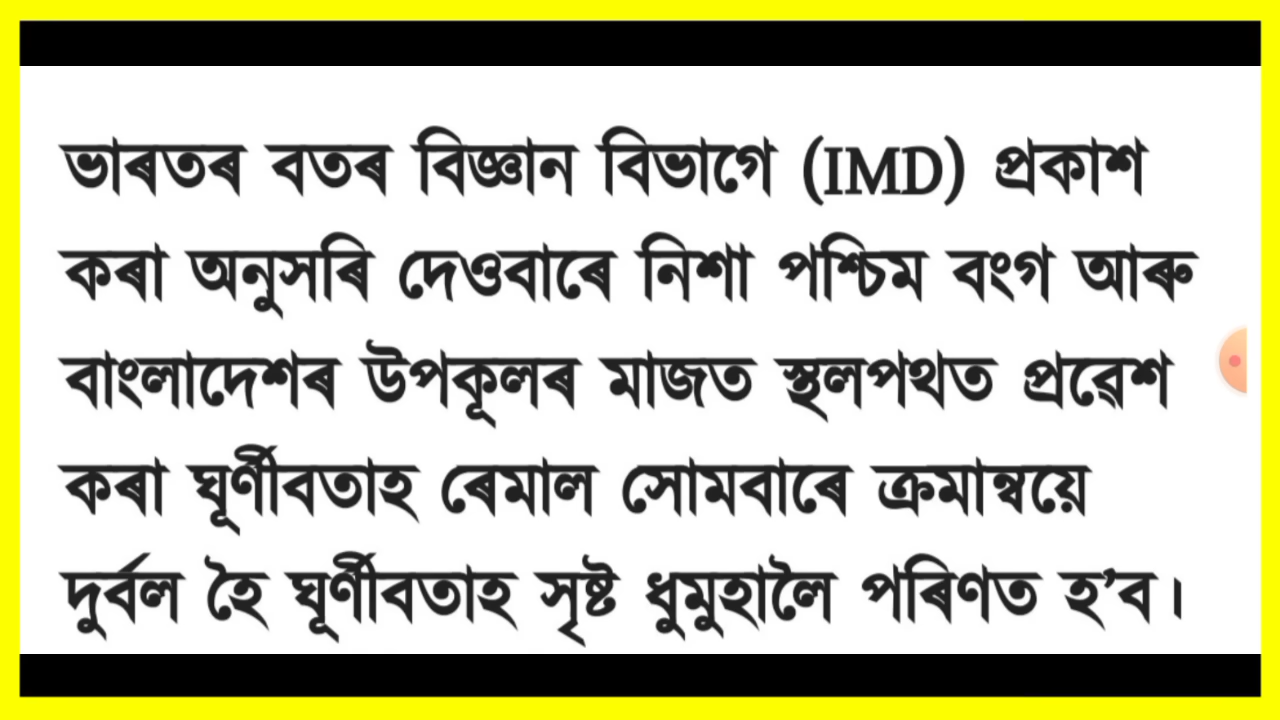 ভাৰতৰ বতৰ বিজ্ঞান বিভাগে (IMD) প্ৰকাশ
কৰা অনুসৰি দেওবাৰে নিশা পশ্চিম বংগ আৰু
বাংলাদেশৰ উপকূলৰ মাজত স্থলপথত প্ৰৱেশ
কৰা ঘূৰ্ণীবতাহ ৰেমাল সোমবাৰে ক্ৰমান্বয়ে
দুৰ্বল হৈ ঘূৰ্ণীবতাহ সৃষ্ট ধুমুহালৈ পৰিণত হ’ব।